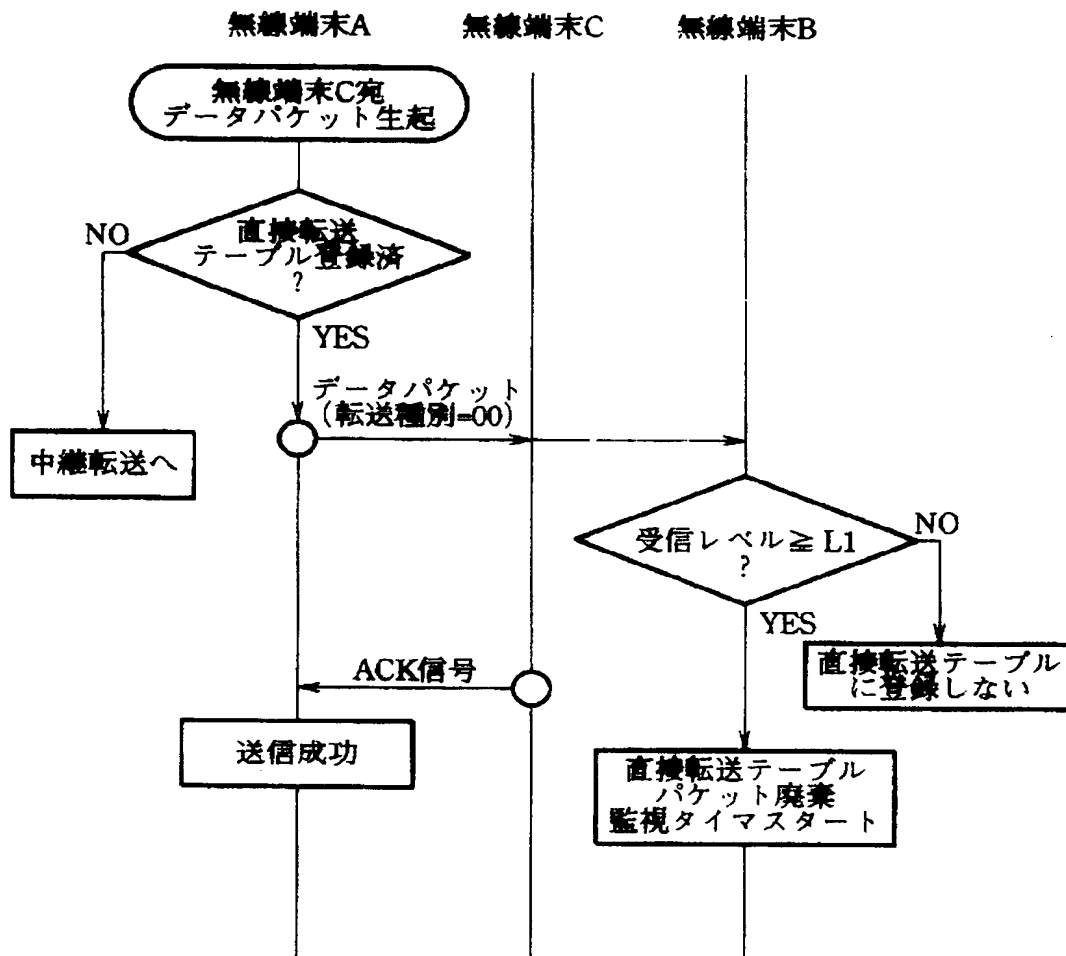 無線端末A
無線端末C
無線端末B
無線端末C宛
データパケット生起
直接転送
テーブル登録済
?
NO
YES
データパケット
(転送種別=00)
中継転送へ
受信レベル≧L1
?
NO
YES
直接転送テーブル
に登録しない
ACK信号
送信成功
直接転送テーブル
パケット廃棄
監視タイマスタート